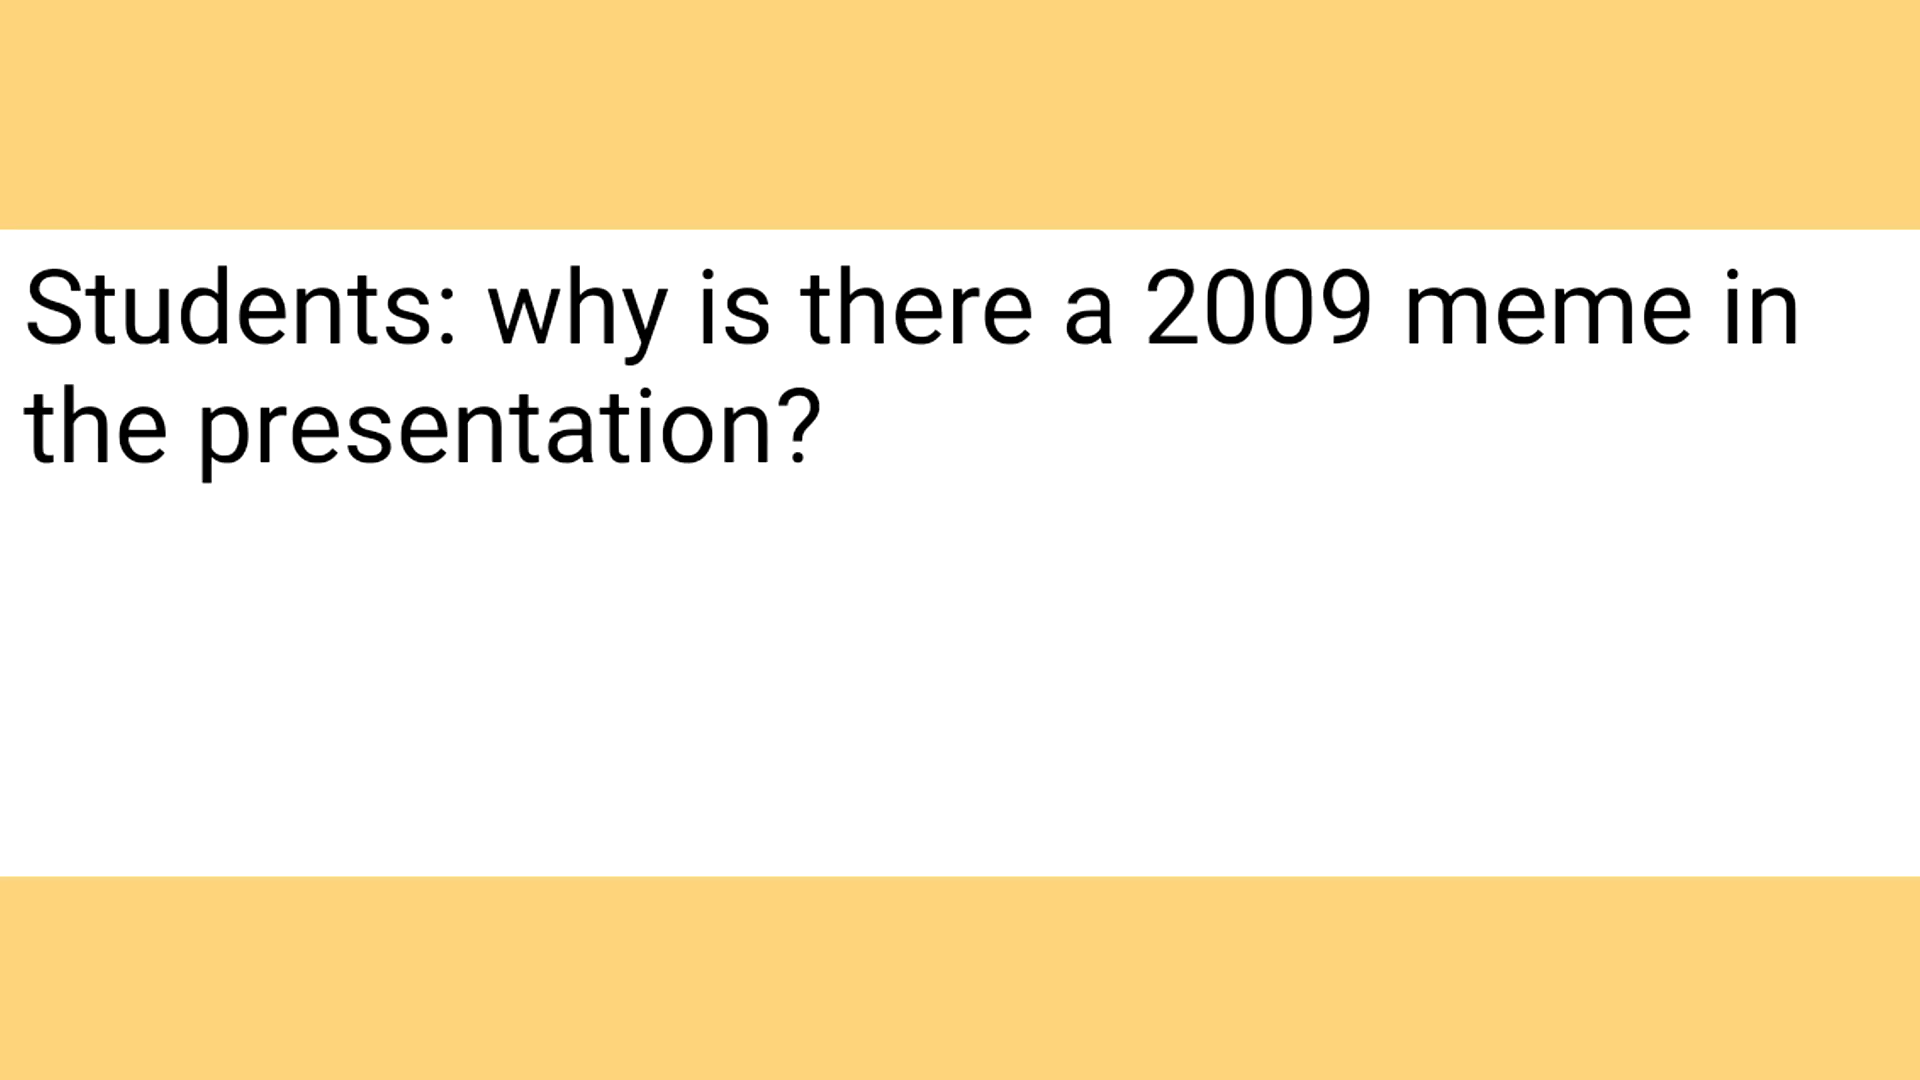 Students: why is there a 2009 meme in
the presentation?